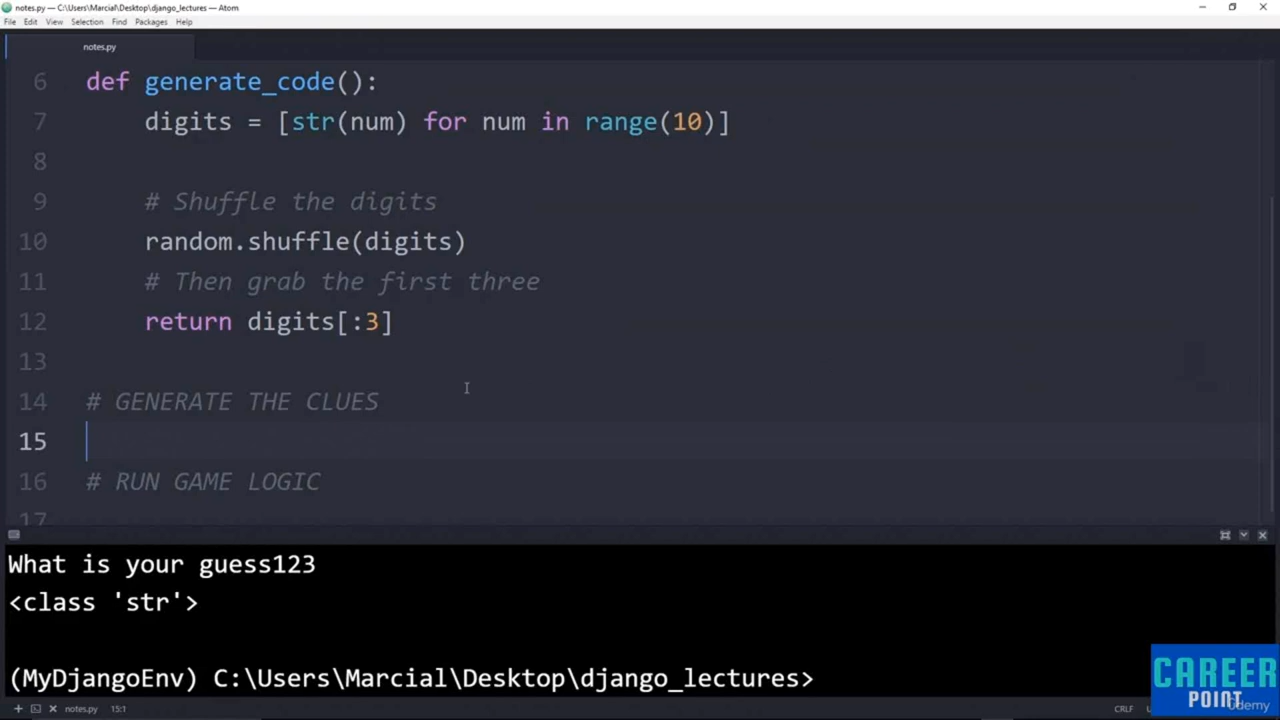 notes.py — C:\Users\Marcial\Desktop\django_lectures — Atom
File Edit View Selection Find Packages Help
notes.py
6 def generate_code():
7 digits = [str(num) for num in range(10)]
8
9 # Shuffle the digits
10 random.shuffle(digits)
11 # Then grab the first three
12 return digits[:3]
13
14 # GENERATE THE CLUES
15
16 # RUN GAME LOGIC
17
What is your guess123
<class 'str'>
(MyDjangoEnv) C:\Users\Marcial\Desktop\django_lectures>
CAREER
POINT
Udemy
notes.py 15:1 CRLF